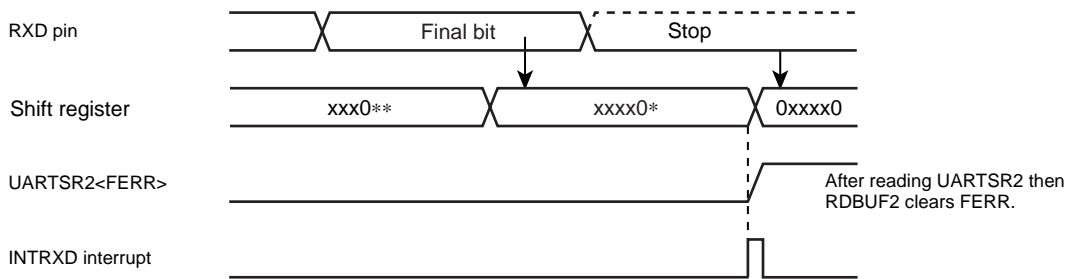 RXD pin
Final bit
Stop
Shift register
xxx0**
xxxx0*
0xxxx0
UARTSR2<FERR>
After reading UARTSR2 then
RDBUF2 clears FERR.
INTRXD interrupt